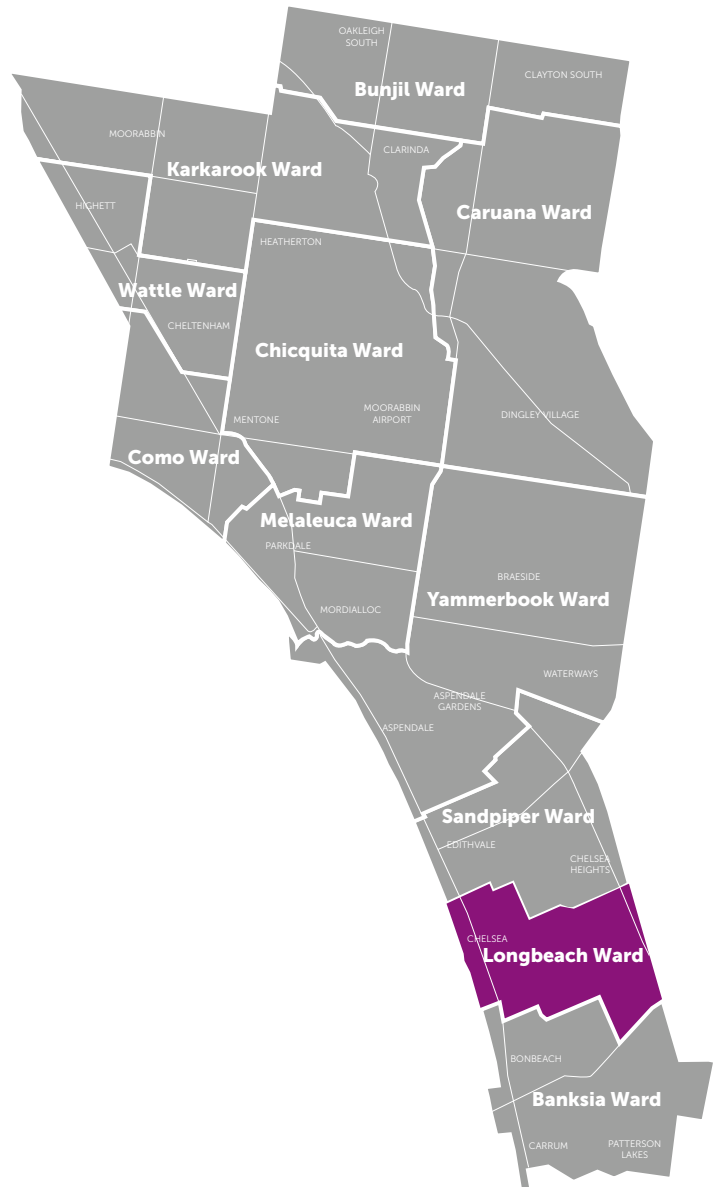 OAKLEIGH
SOUTH
CLAYTON SOUTH
Bunjil Ward
MOORABBIN
CLARINDA
Karkarook Ward
HIGHETT
Caruana Ward
HEATHERTON
Wattle Ward
CHELTENHAM
Chicquita Ward
MENTONE
MOORABBIN
AIRPORT
DINGLEY VILLAGE
Como Ward
Melaleuca Ward
PARKDALE
BRAESIDE
Yammerbook Ward
MORDIALLOC
WATERWAYS
ASPENDALE
GARDENS
ASPENDALE
Sandpiper Ward
EDITHVALE
CHELSEA
HEIGHTS
CHELSEA
Longbeach Ward
BONBEACH
Banksia Ward
CARRUM
PATTERSON
LAKES